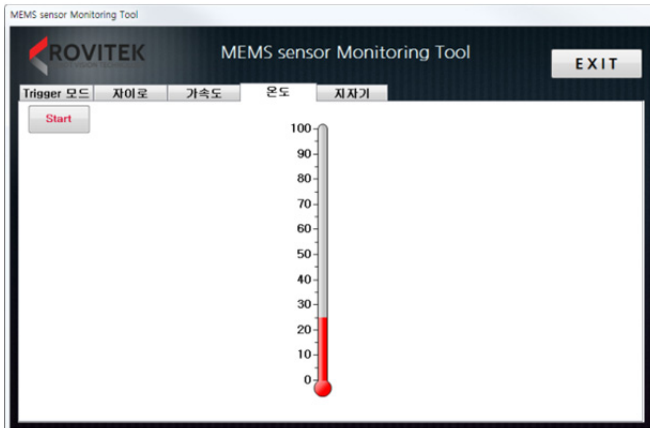 MEMS sensor Monitoring Tool
ROVITEK
MEMS sensor Monitoring Tool
EXIT
Trigger 모드 자이로 가속도 온도 지자기
Start
100
90
80
70
60
50
40
30
20
10
0